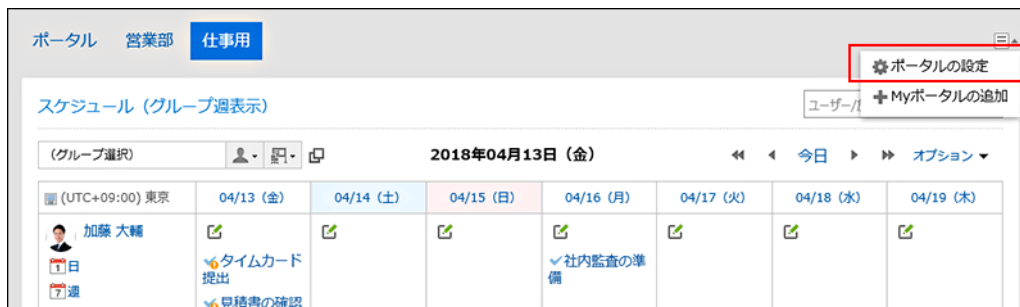 ポータル 営業部 仕事用
ポータルの設定
Myポータルの追加
スケジュール（グループ週表示）
ユーザー/
(グループ選択)
2018年04月13日（金）
今日
オプション
(UTC+09:00) 東京 04/13（金） 04/14（土） 04/15（日） 04/16（月） 04/17（火） 04/18（水） 04/19（木）
加藤 大輔
1 日
7 週
タイムカード
提出
見積書の確認
社内監査の準
備